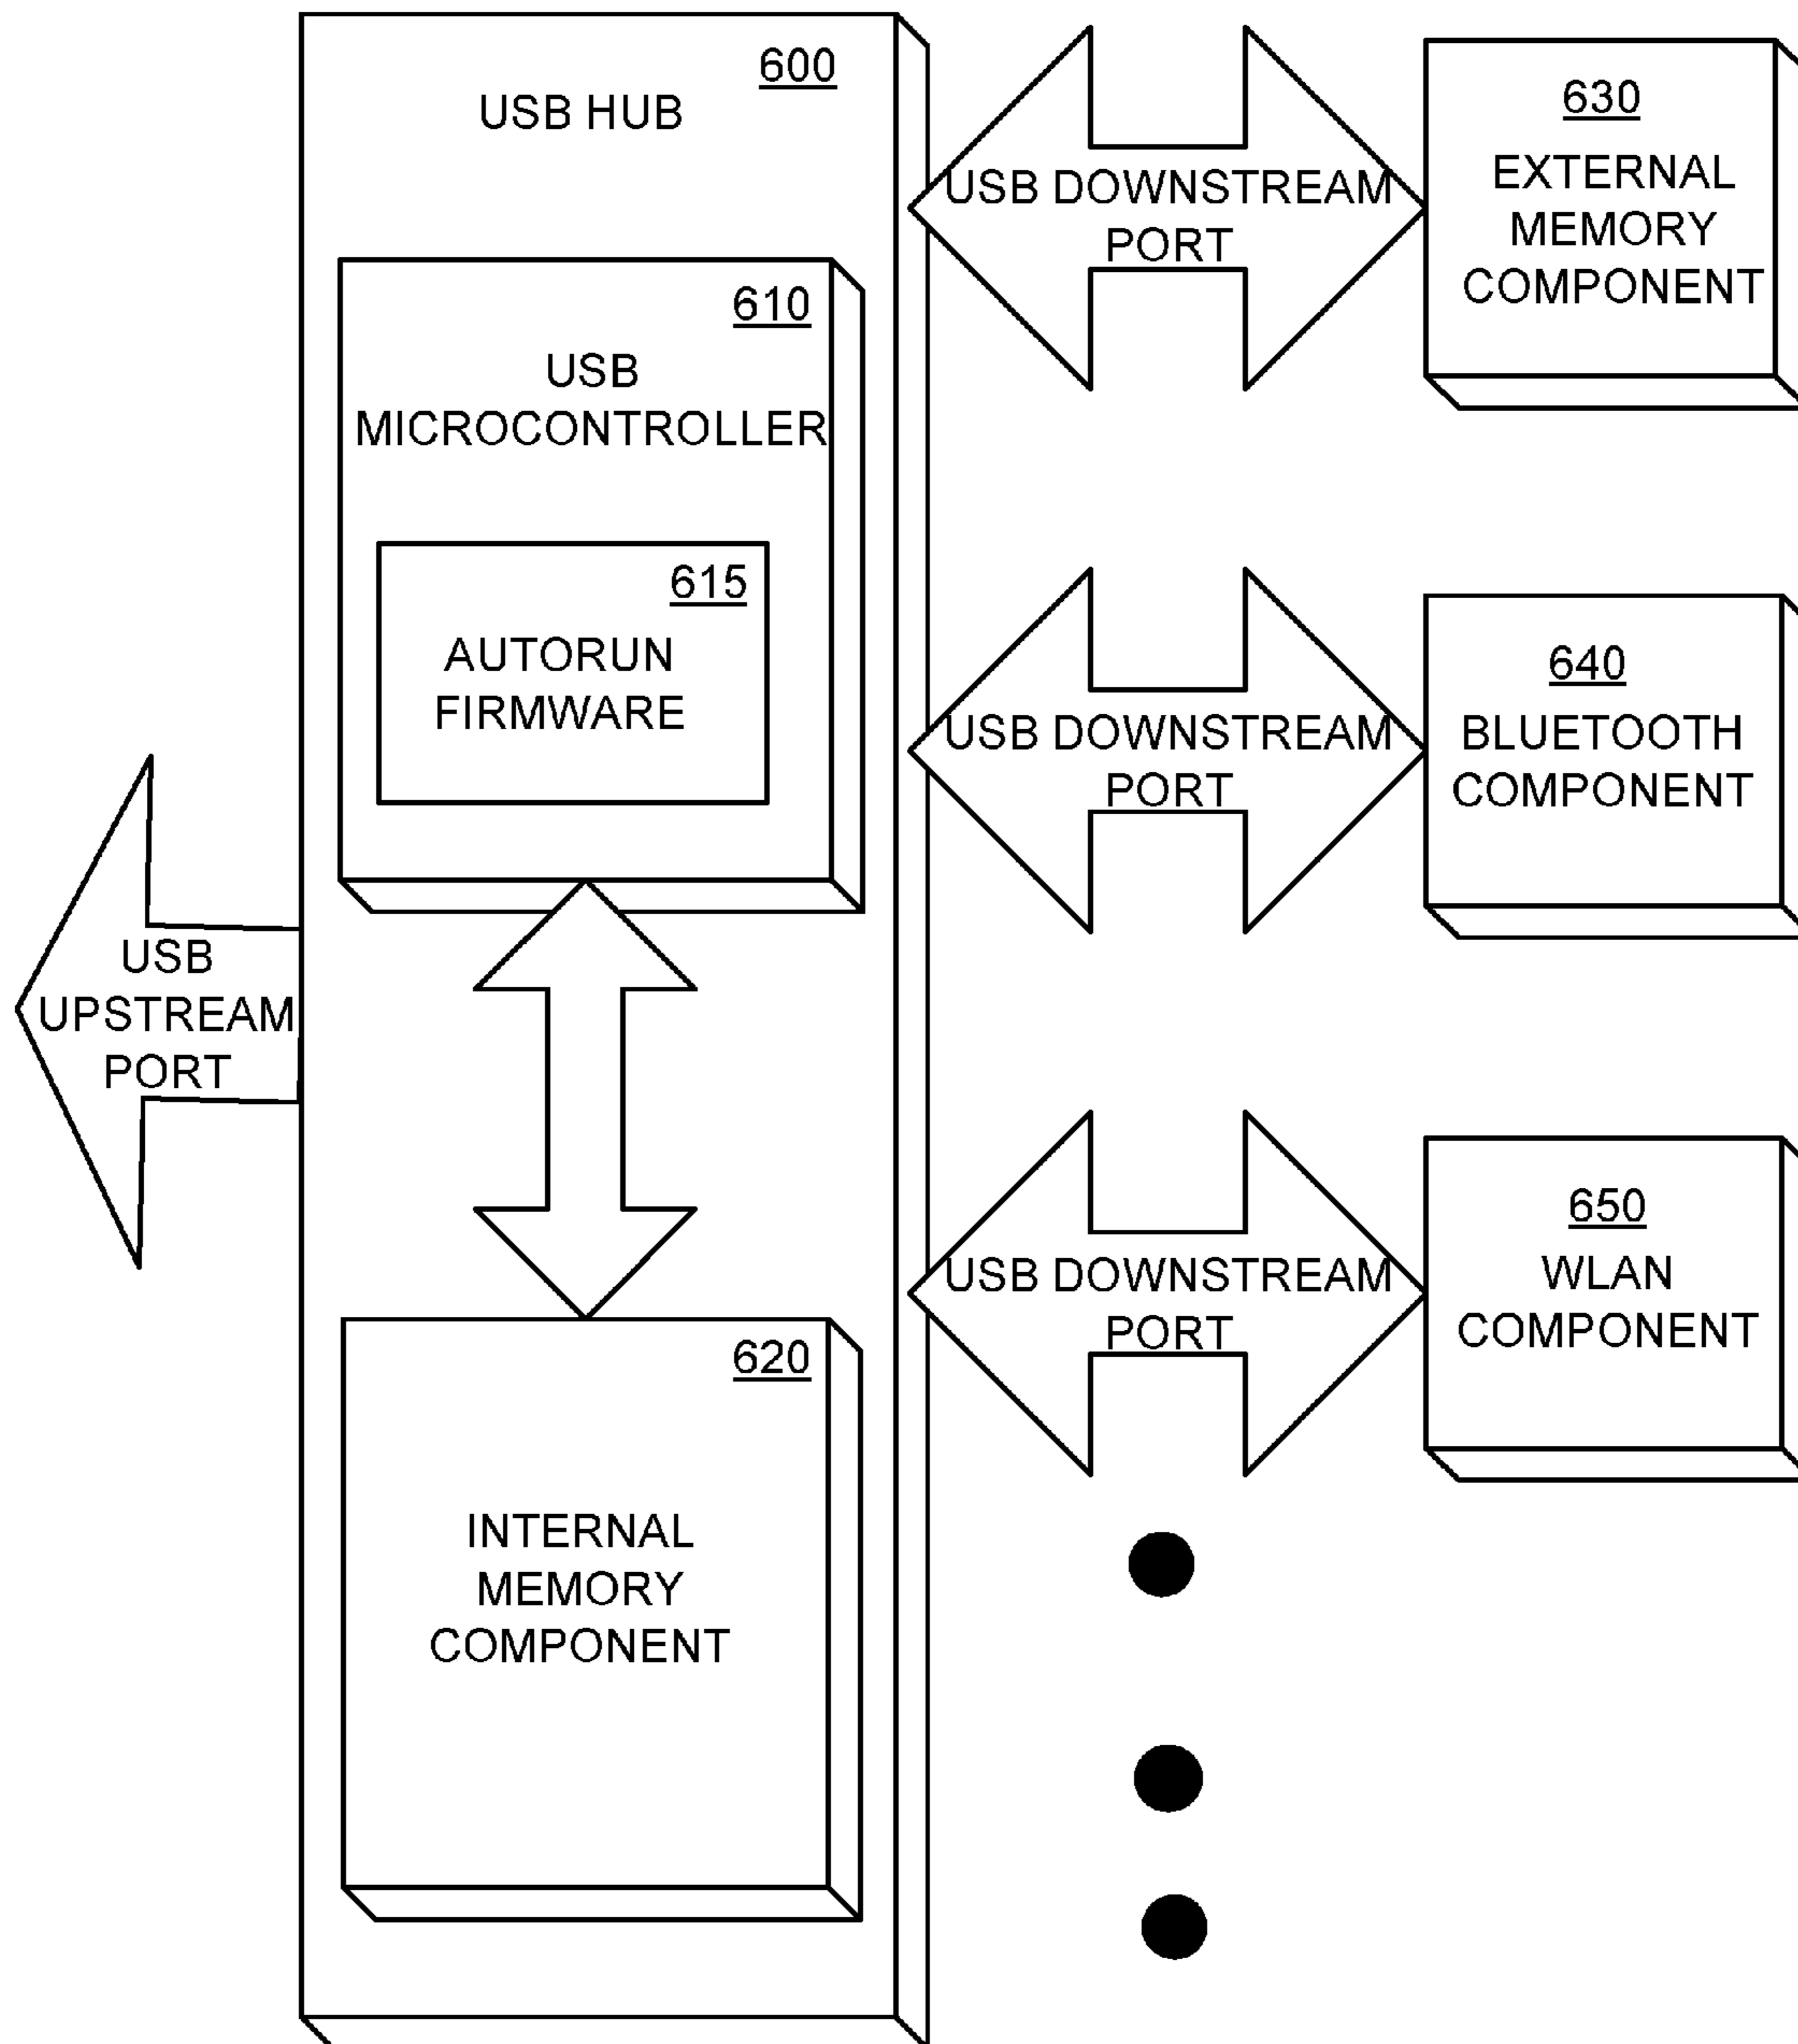 600
USB HUB
610
USB
MICROCONTROLLER
615
AUTORUN
FIRMWARE
USB
UPSTREAM
PORT
620
INTERNAL
MEMORY
COMPONENT
USB DOWNSTREAM
PORT
630
EXTERNAL
MEMORY
COMPONENT
USB DOWNSTREAM
PORT
640
BLUETOOTH
COMPONENT
USB DOWNSTREAM
PORT
650
WLAN
COMPONENT